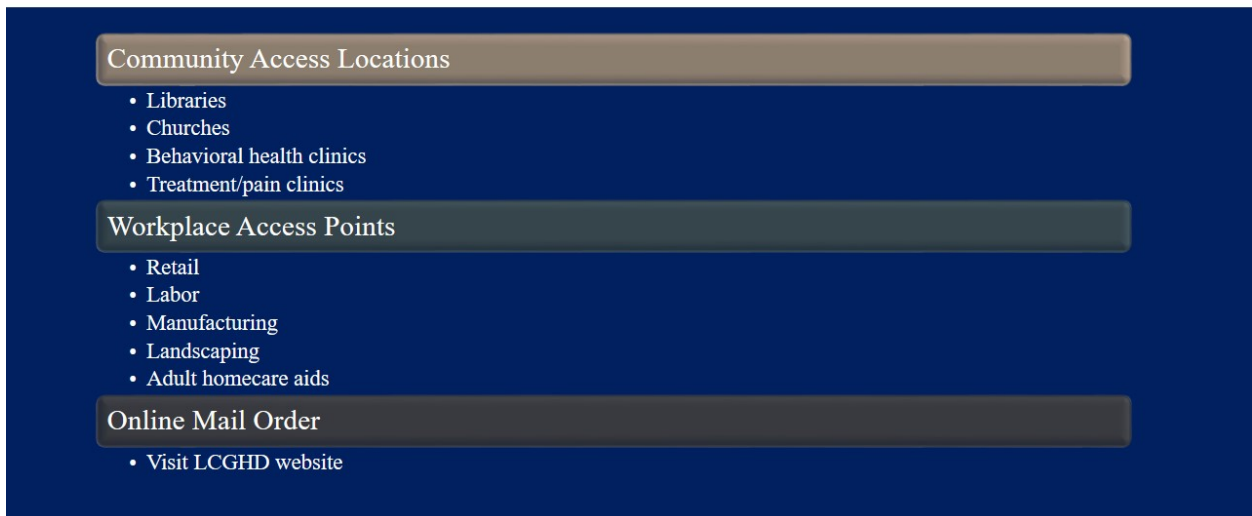 Community Access Locations
• Libraries
• Churches
• Behavioral health clinics
• Treatment/pain clinics
Workplace Access Points
• Retail
• Labor
• Manufacturing
• Landscaping
• Adult homecare aids
Online Mail Order
• Visit LCGHD website